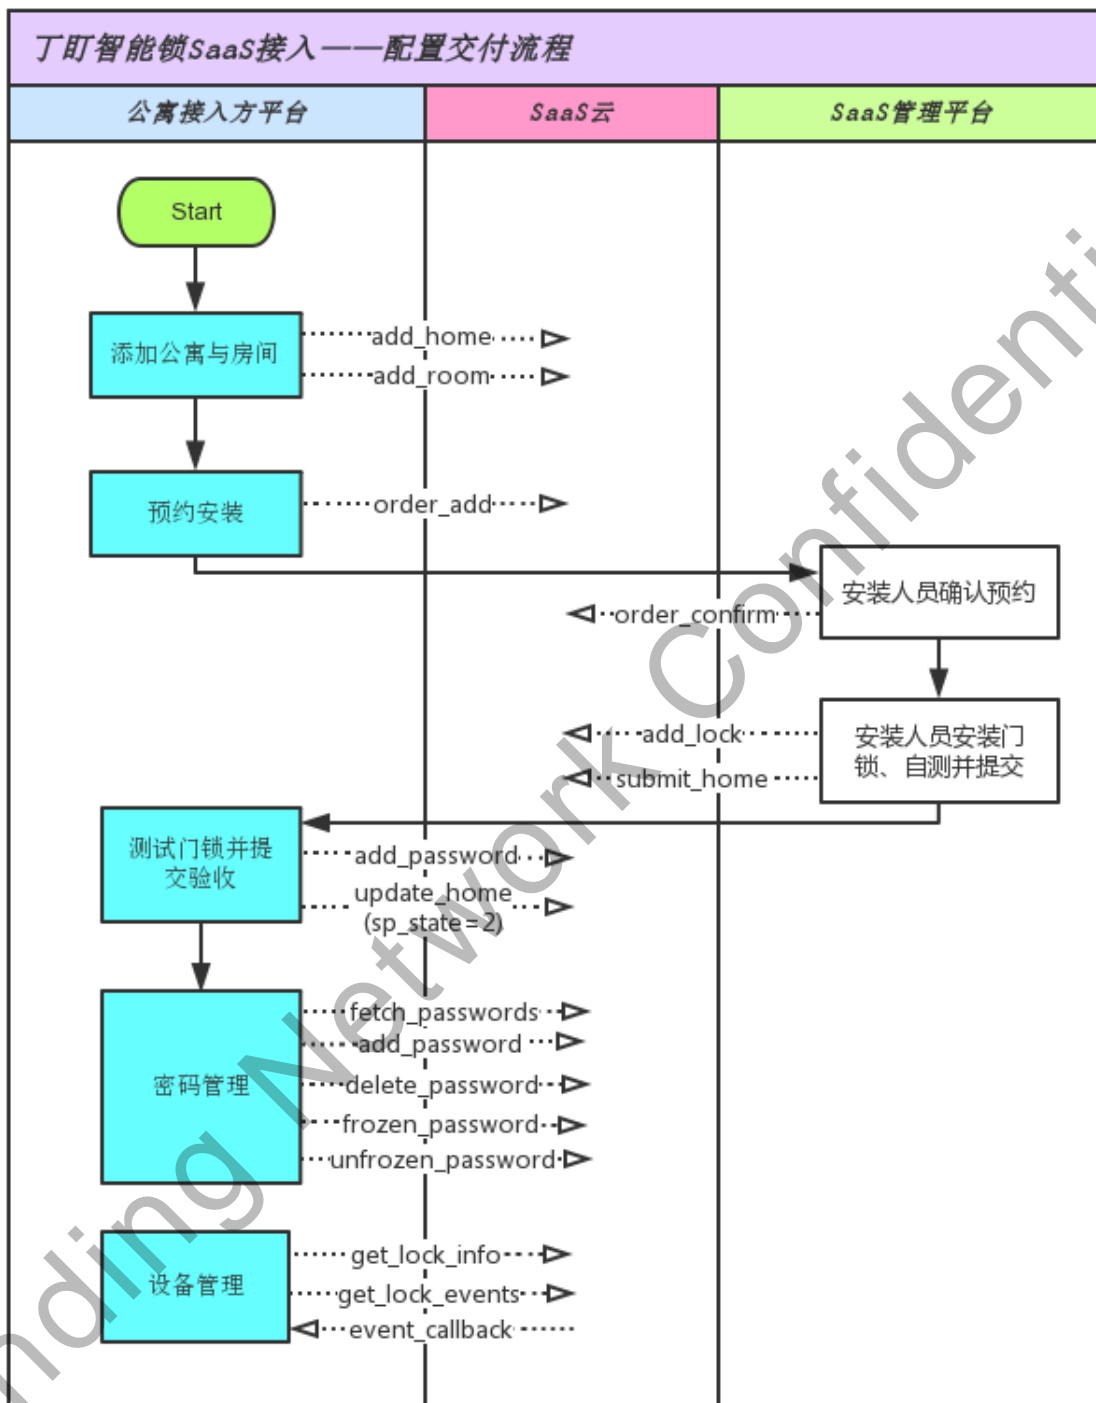 丁盯智能锁SaaS接入——配置交付流程
公寓接入方平台
SaaS云
SaaS管理平台
Start
添加公寓与房间
add_home
add_room
预约安装
order_add
安装人员确认预约
order_confirm
安装人员安装门
锁、自测并提交
add_lock
submit_home
测试门锁并提
交验收
add_password
update_home
(sp_state=2)
密码管理
fetch_passwords
add_password
delete_password
frozen_password
unfrozen_password
设备管理
get_lock_info
get_lock_events
event_callback
nding Network Confidenti